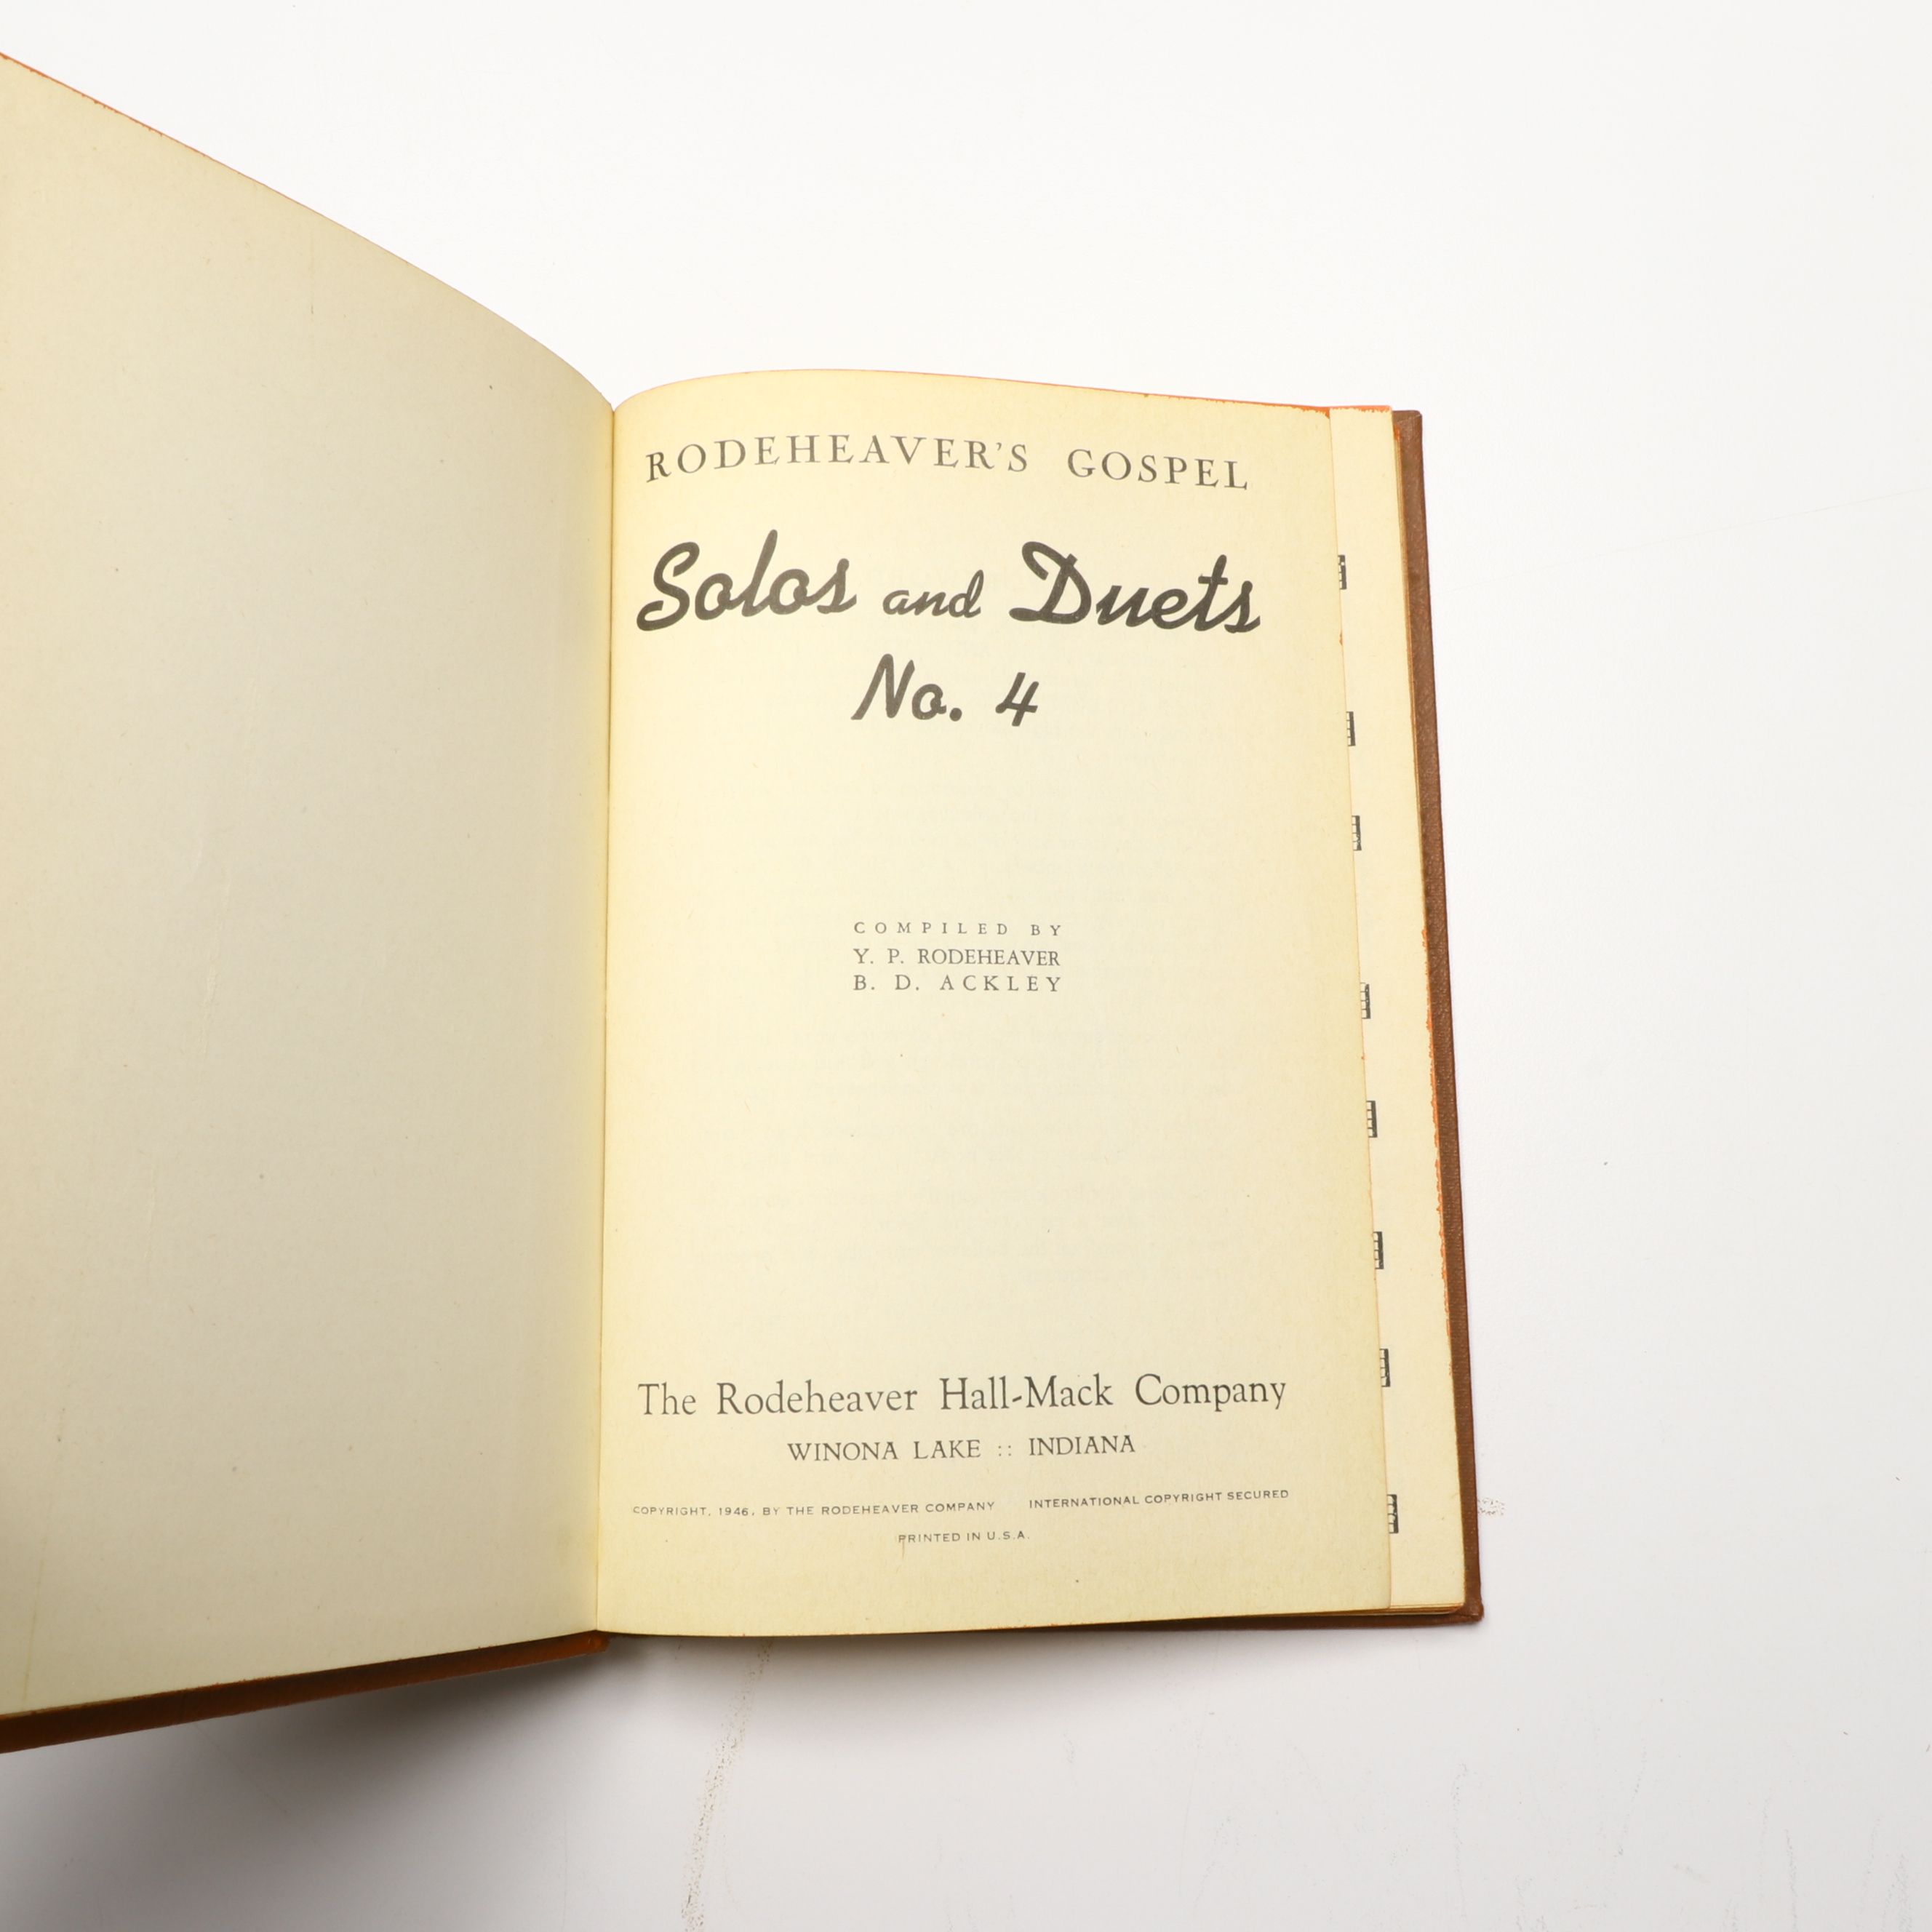 RODEHEAVER'S GOSPEL
Solos and Duets
No. 4
COMPILED BY
Y. P. RODEHEAVER
B. D. ACKLEY
The Rodeheaver Hall-Mack Company
WINONA LAKE :: INDIANA
COPYRIGHT, 1946, BY THE RODEHEAVER COMPANY INTERNATIONAL COPYRIGHT SECURED
PRINTED IN U.S.A.